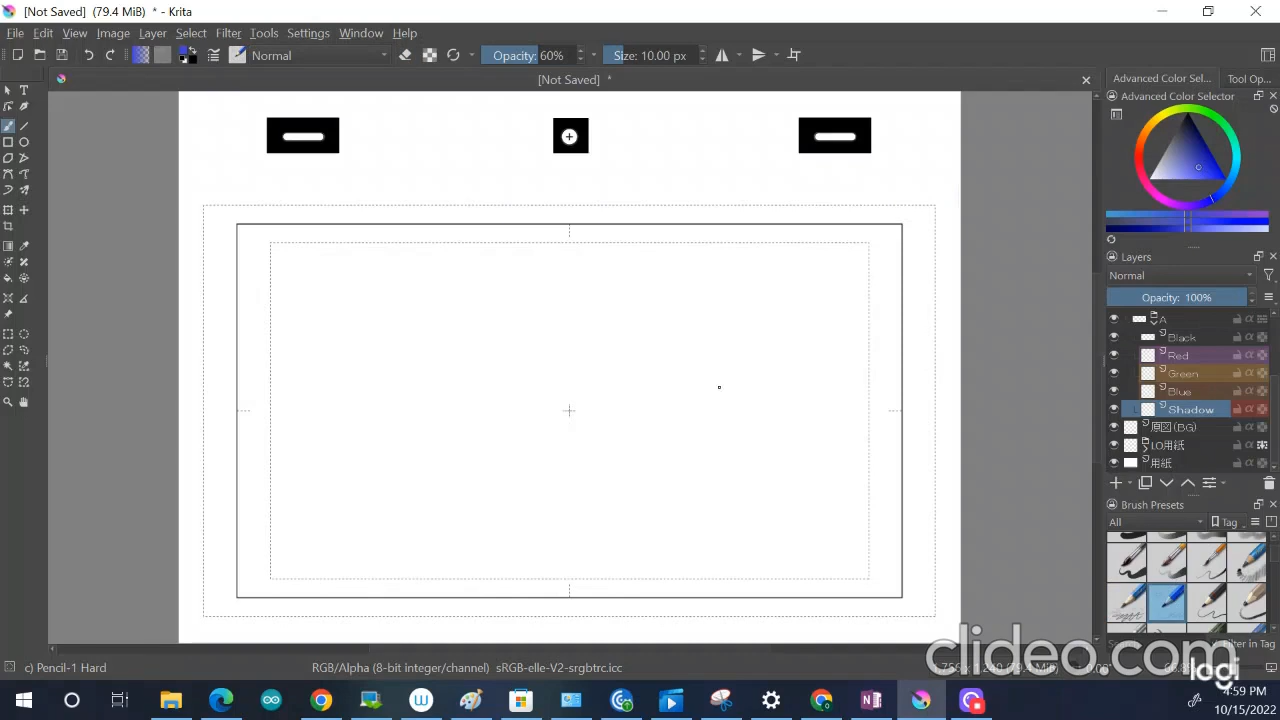 [Not Saved] (79.4 MiB) * - Krita
File Edit View Image Layer Select Filter Tools Settings Window Help
Normal Opacity: 60% Size: 10.00 px
[Not Saved] *
Advanced Color Sel... Tool Op...
Advanced Color Selector
Layers
Normal
Opacity: 100%
A
Black
Red
Green
Blue
Shadow
原図(BG)
LO用紙
用紙
Brush Presets
All Tag
Filter in Tag
clideo.com
logi
c) Pencil-1 Hard RGB/Alpha (8-bit integer/channel) sRGB-elle-V2-srgbtrc.icc
4:59 PM
10/15/2022